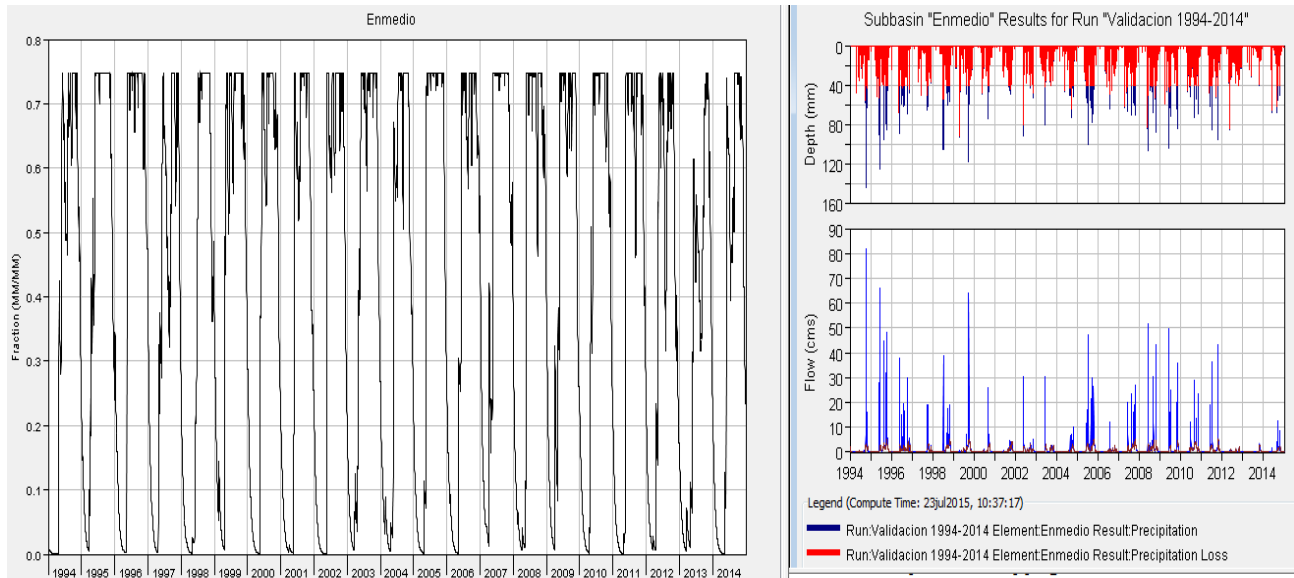 Enmedio
Fraction (MM/MM)
0.8
0.7
0.6
0.5
0.4
0.3
0.2
0.1
0.0
1994 1995 1996 1997 1998 1999 2000 2001 2002 2003 2004 2005 2006 2007 2008 2009 2010 2011 2012 2013 2014
Subbasin "Enmedio" Results for Run "Validacion 1994-2014"
Depth (mm)
0
40
80
120
160
Flow (cms)
90
80
70
60
50
40
30
20
10
0
1994 1996 1998 2000 2002 2004 2006 2008 2010 2012 2014
Legend (Compute Time: 23jul2015, 10:37:17)
Run:Validacion 1994-2014 Element:Enmedio Result:Precipitation
Run:Validacion 1994-2014 Element:Enmedio Result:Precipitation Loss